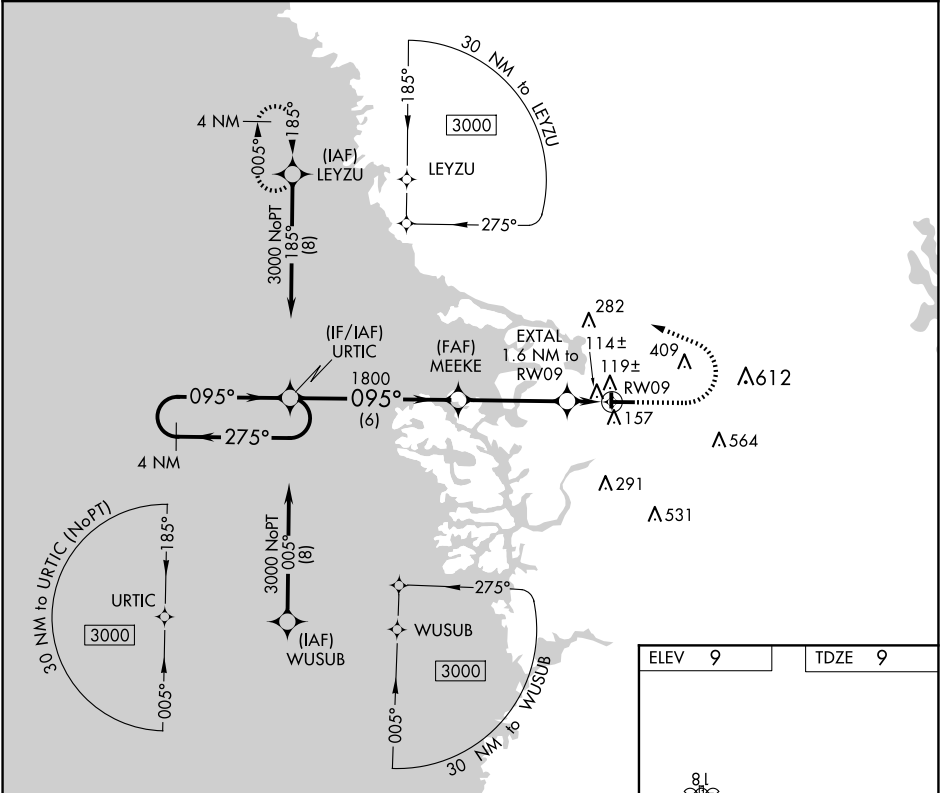 30 NM to LEYZU
185°
3000
LEYZU
275°
4 NM
185°
005°
(IAF)
LEYZU
3000 NoPT
185°
(8)
(IF/IAF)
URTIC
1800
095°
(6)
(FAF)
MEEKE
EXTAL
1.6 NM to
RW09
282
114±
119±
RW09
157
409
612
564
291
531
095°
275°
4 NM
3000 NoPT
005°
(8)
(IAF)
WUSUB
30 NM to URTIC (NoPT)
185°
URTIC
3000
005°
275°
WUSUB
3000
005°
30 NM to WUSUB
ELEV 9
TDZE 9
18